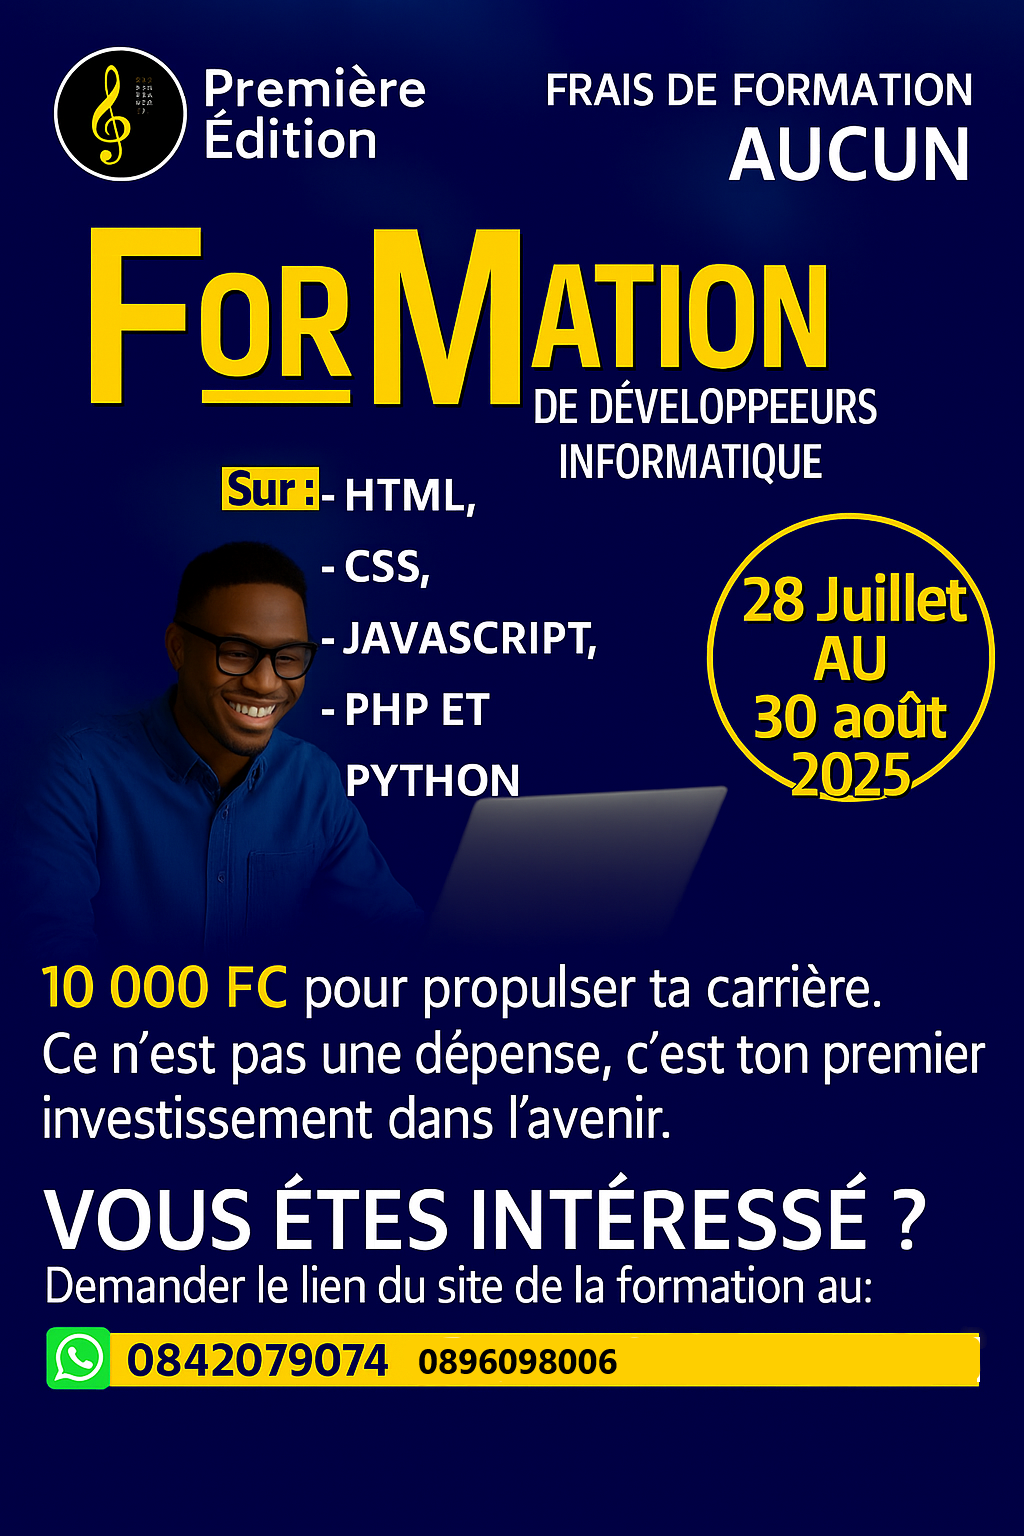 Première
Édition
FRAIS DE FORMATION
AUCUN
FORMATION
DE DÉVELOPPEEURS
INFORMATIQUE
Sur :
- HTML,
- CSS,
- JAVASCRIPT,
- PHP ET
PYTHON
28 Juillet
AU
30 août
2025
10 000 FC pour propulser ta carrière.
Ce n’est pas une dépense, c’est ton premier
investissement dans l’avenir.
VOUS ÉTES INTÉRESSÉ ?
Demander le lien du site de la formation au:
0842079074 0896098006